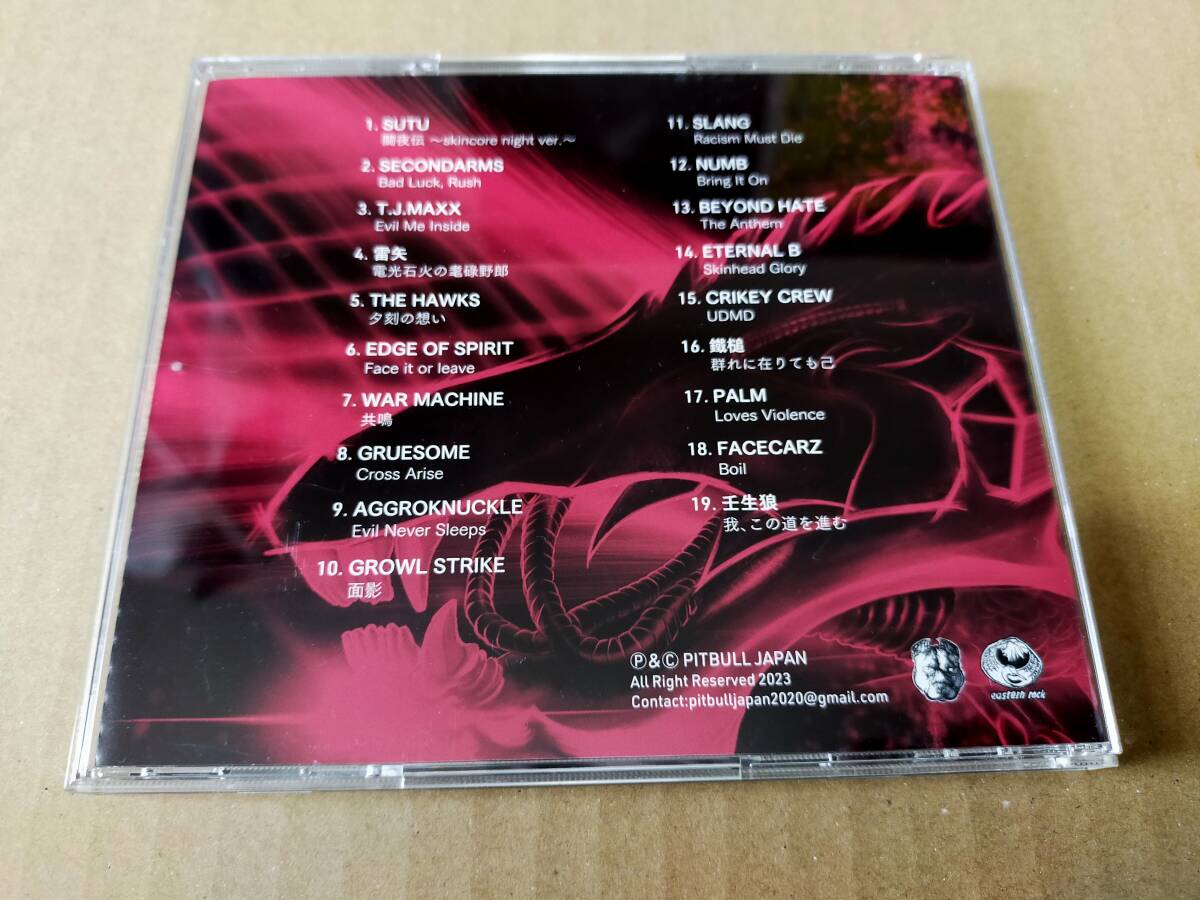 1. SUTU
闇夜伝 ～skincore night ver.～
2. SECONDARMS
Bad Luck, Rush
3. T.J.MAXX
Evil Me Inside
4. 雷矢
電光石火の耄碌野郎
5. THE HAWKS
夕刻の想い
6. EDGE OF SPIRIT
Face it or leave
7. WAR MACHINE
共鳴
8. GRUESOME
Cross Arise
9. AGGROKNUCKLE
Evil Never Sleeps
10. GROWL STRIKE
面影
11. SLANG
Racism Must Die
12. NUMB
Bring It On
13. BEYOND HATE
The Anthem
14. ETERNAL B
Skinhead Glory
15. CRIKEY CREW
UDMD
16. 鐵槌
群れに在りても己
17. PALM
Loves Violence
18. FACECARZ
Boil
19. 壬生狼
我、この道を進む
Ⓟ & Ⓒ PITBULL JAPAN
All Right Reserved 2023
Contact:pitbulljapan2020@gmail.com
eastern rock